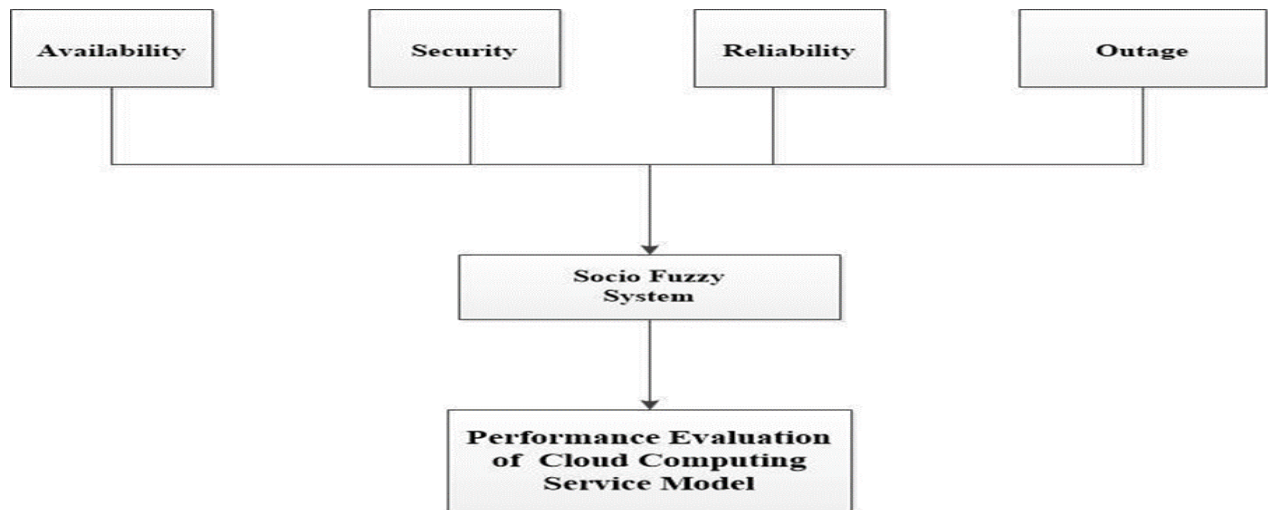 Availability
Security
Reliability
Outage
Socio Fuzzy
System
Performance Evaluation
of Cloud Computing
Service Model